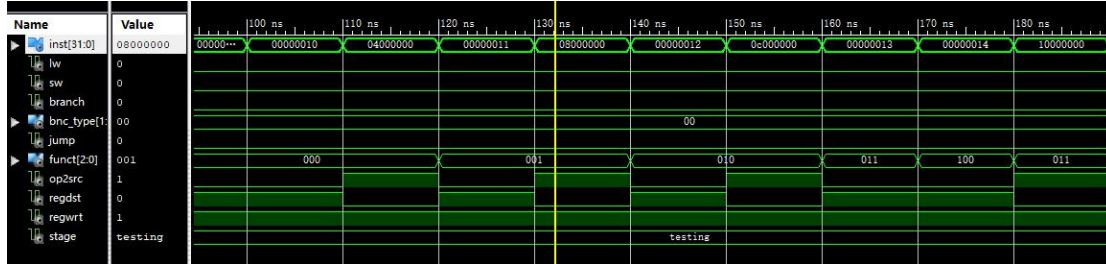 Name Value 100 ns 110 ns 120 ns 130 ns 140 ns 150 ns 160 ns 170 ns 180 ns
inst[31:0] 08000000 00000··· 00000010 04000000 00000011 08000000 00000012 0c000000 00000013 00000014 10000000
lw 0
sw 0
branch 0
bnc_type[1: 00 00
jump 0
funct[2:0] 001 000 001 010 011 100 011
op2src 1
regdst 0
regwrt 1
stage testing testing